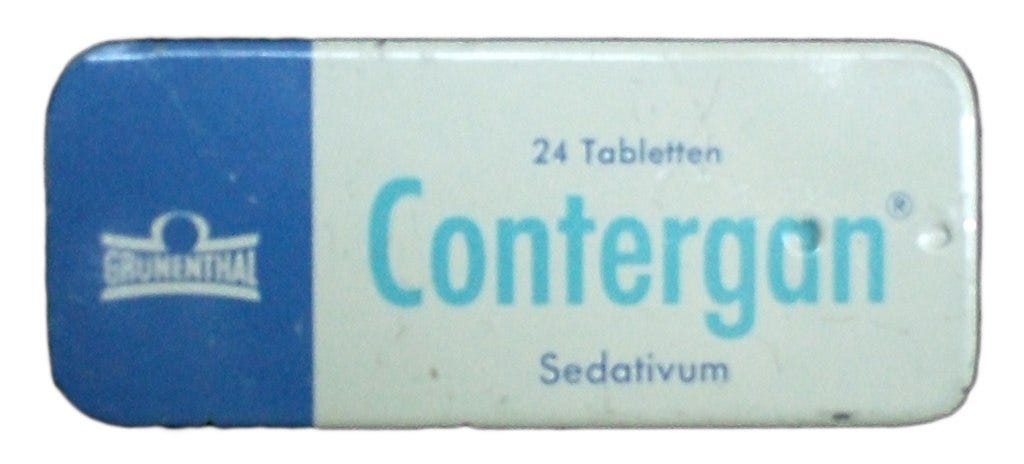 24 Tabletten
Contergan®
Sedativum
GRÜNENTHAL